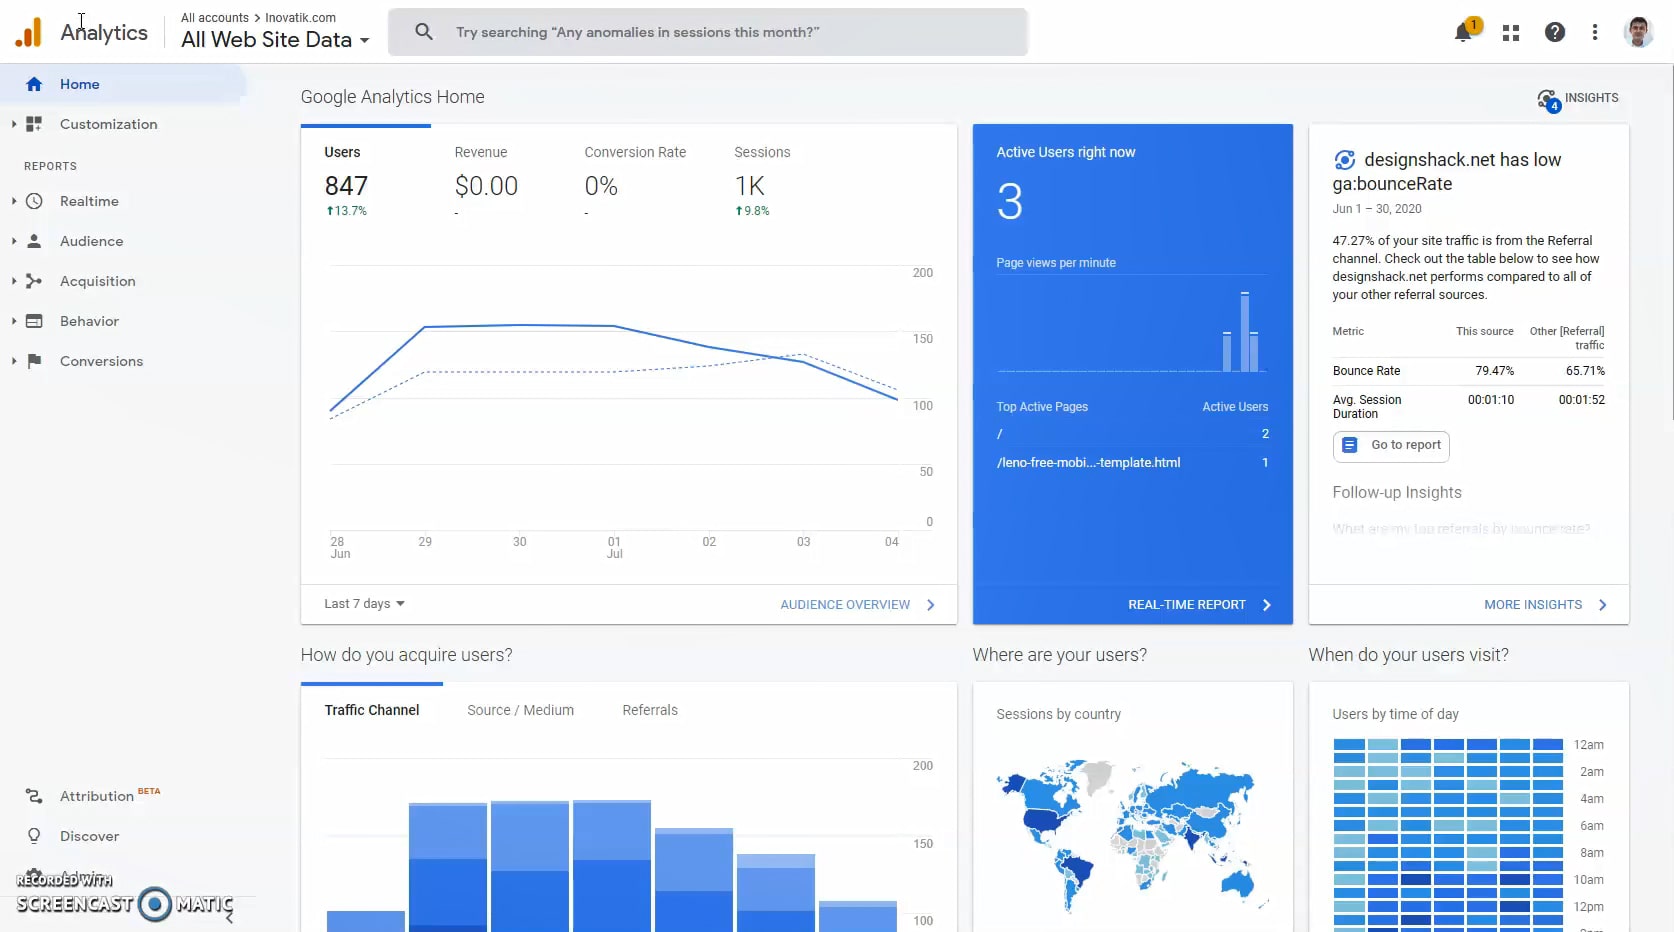 Analytics
All accounts > Inovatik.com
All Web Site Data
Try searching “Any anomalies in sessions this month?”
1
Home
Customization
REPORTS
Realtime
Audience
Acquisition
Behavior
Conversions
Attribution BETA
Discover
RECORDED WITH
SCREENCAST MATIC
Google Analytics Home
4 INSIGHTS
Users
847
13.7%
Revenue
$0.00
-
Conversion Rate
0%
-
Sessions
1K
9.8%
200
150
100
50
0
28 29 30 01 02 03 04
Jun Jul
Last 7 days
AUDIENCE OVERVIEW
Active Users right now
3
Page views per minute
Top Active Pages Active Users
/ 2
/leno-free-mobi...-template.html 1
REAL-TIME REPORT
designshack.net has low
ga:bounceRate
Jun 1 – 30, 2020
47.27% of your site traffic is from the Referral
channel. Check out the table below to see how
designshack.net performs compared to all of
your other referral sources.
Metric This source Other [Referral]
traffic
Bounce Rate 79.47% 65.71%
Avg. Session 00:01:10 00:01:52
Duration
Go to report
Follow-up Insights
What are my top referrals by bounce rate?
MORE INSIGHTS
How do you acquire users?
Traffic Channel Source / Medium Referrals
200
150
100
Where are your users?
Sessions by country
When do your users visit?
Users by time of day
12am
2am
4am
6am
8am
10am
12pm